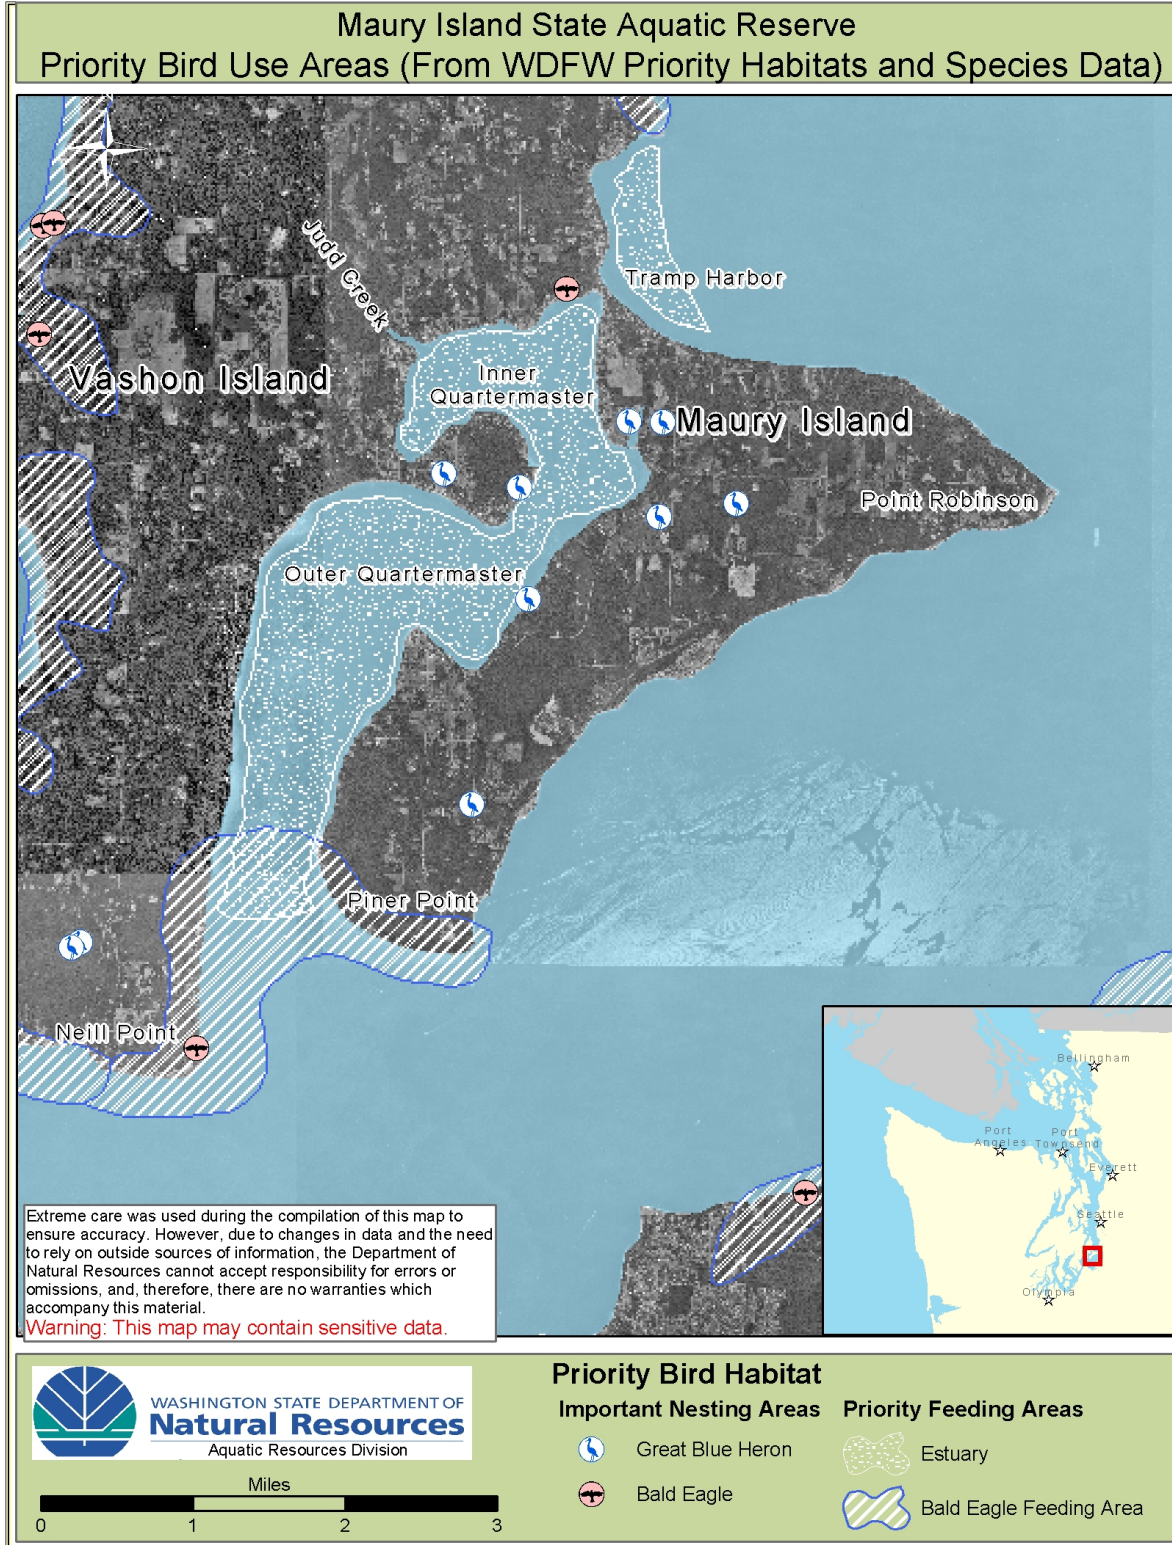 Maury Island State Aquatic Reserve
Priority Bird Use Areas (From WDFW Priority Habitats and Species Data)
Judd Creek
Tramp Harbor
Vashon Island
Inner
Quartermaster
Maury Island
Point Robinson
Outer Quartermaster
Piner Point
Neill Point
Bellingham
Port
Angeles
Port
Townsend
Everett
Seattle
Olympia
Extreme care was used during the compilation of this map to
ensure accuracy. However, due to changes in data and the need
to rely on outside sources of information, the Department of
Natural Resources cannot accept responsibility for errors or
omissions, and, therefore, there are no warranties which
accompany this material.
Warning: This map may contain sensitive data.
WASHINGTON STATE DEPARTMENT OF
Natural Resources
Aquatic Resources Division
Miles
0 1 2 3
Priority Bird Habitat
Important Nesting Areas
Great Blue Heron
Bald Eagle
Priority Feeding Areas
Estuary
Bald Eagle Feeding Area